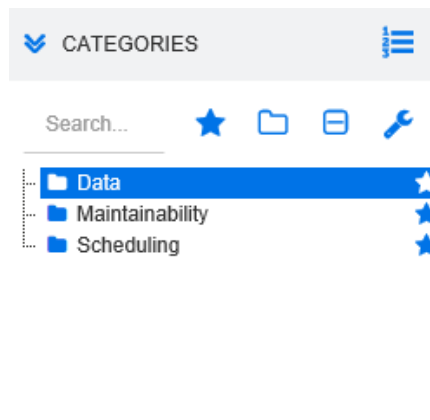 CATEGORIES
Search...
Data
Maintainability
Scheduling